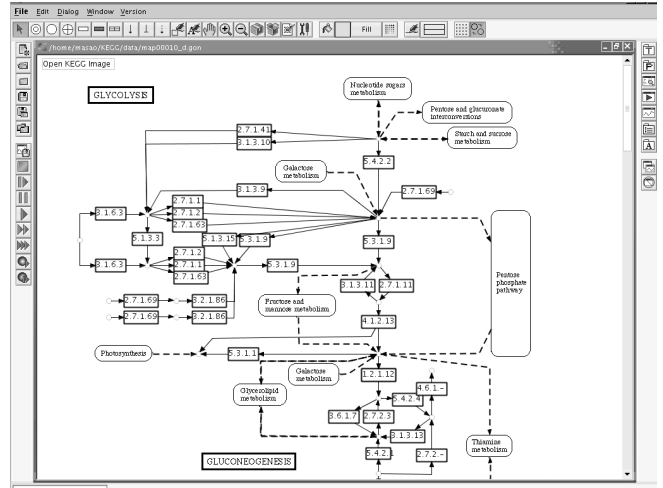 File Edit Dialog Window Version
Fill
/home/masao/KEGG/data/map00010_d.gon
Open KEGG Image
GLYCOLYSIS
Nucleotide sugars
metabolism
Pentose and glucuronate
interconversions
Starch and sucrose
metabolism
2.7.1.41
3.1.3.10
5.4.2.2
Galactose
metabolism
3.1.3.9
2.7.1.69
2.7.1.1
2.7.1.2
2.7.1.63
3.1.6.3
5.1.3.3
5.1.3.15
5.3.1.9
5.3.1.9
2.7.1.2
2.7.1.11
2.7.1.63
3.1.6.3
5.3.1.9
3.1.3.11
2.7.1.11
Pentose
phosphate
pathway
2.7.1.69
3.2.1.86
2.7.1.69
3.2.1.86
Fructose and
mannose metabolism
4.1.2.13
Photosynthesis
5.3.1.1
Galactose
metabolism
1.2.1.12
Glycerolipid
metabolism
4.6.1.-
5.4.2.4
3.6.1.7
2.7.2.3
3.1.3.13
Thiamine
metabolism
GLUCONEOGENESIS
5.4.2.1
2.7.2.-